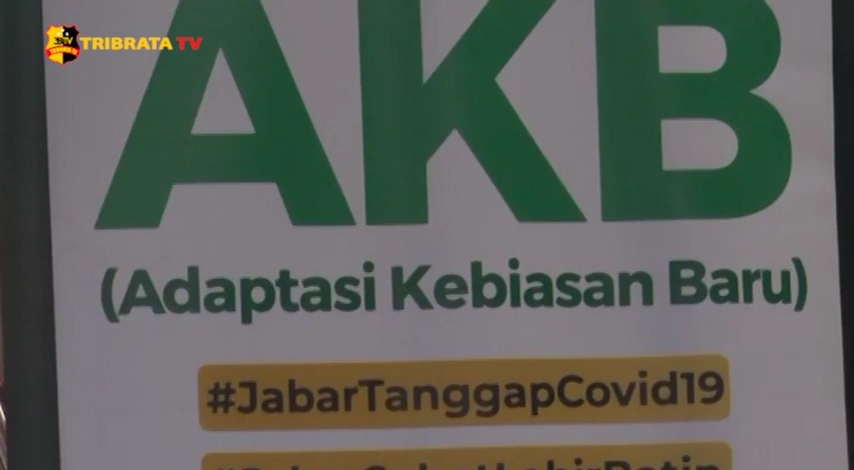 TRIBRATA TV
AKB
(Adaptasi Kebiasan Baru)
#JabarTanggapCovid19